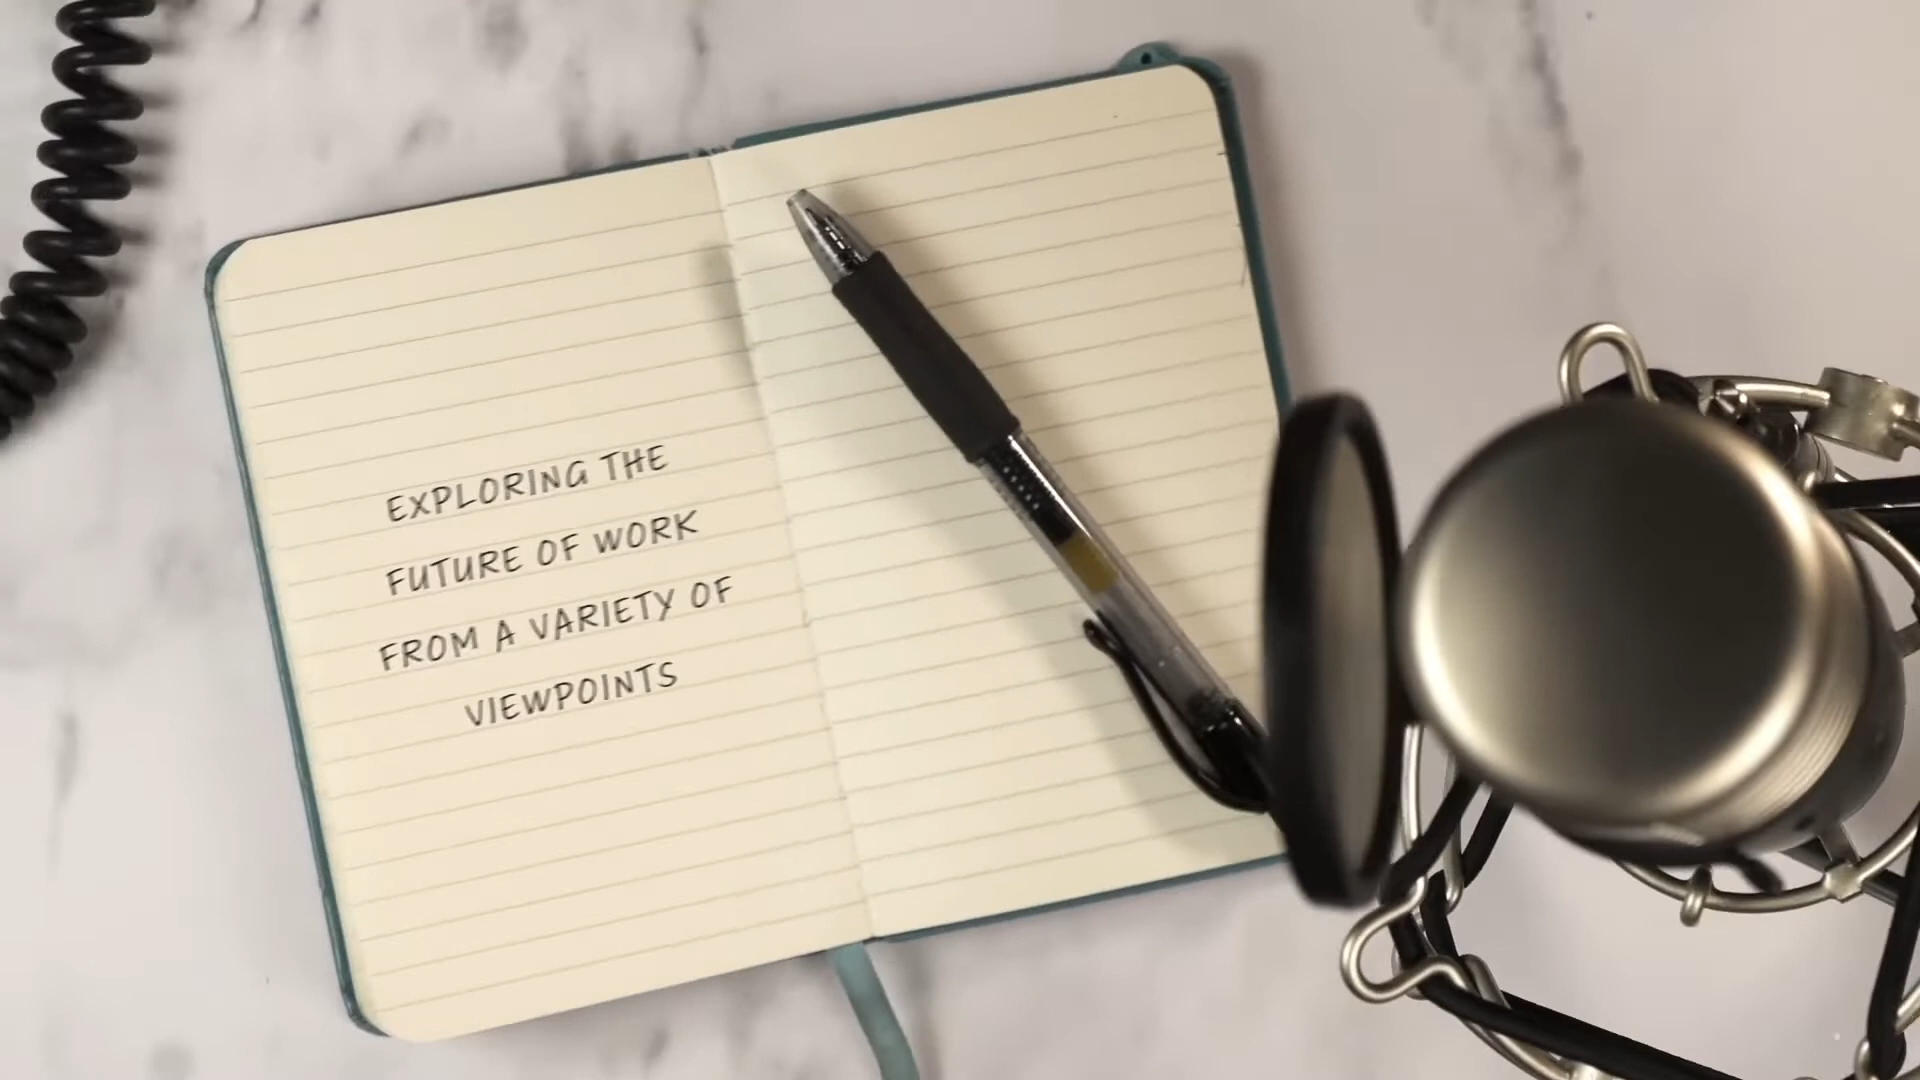 EXPLORING THE
FUTURE OF WORK
FROM A VARIETY OF
VIEWPOINTS